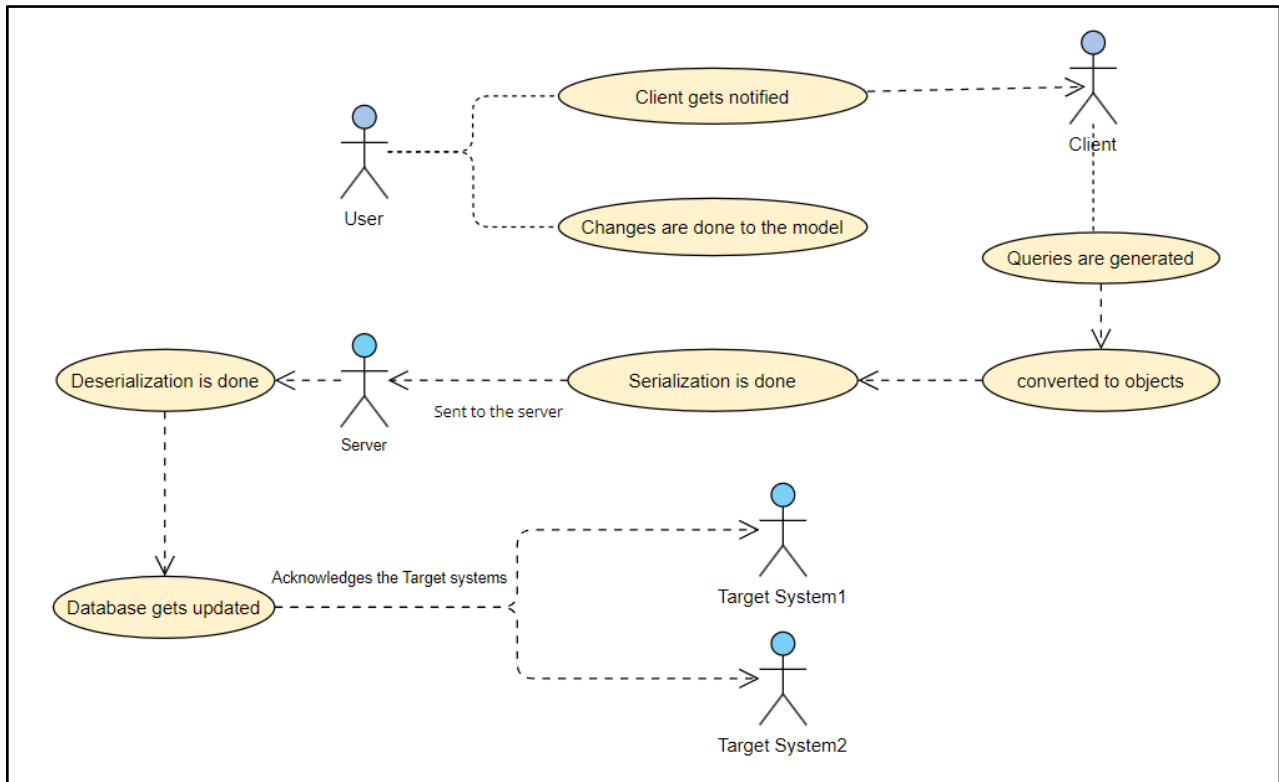 Client gets notified
Client
User
Changes are done to the model
Queries are generated
Deserialization is done
Serialization is done
converted to objects
Sent to the server
Server
Acknowledges the Target systems
Target System1
Database gets updated
Target System2